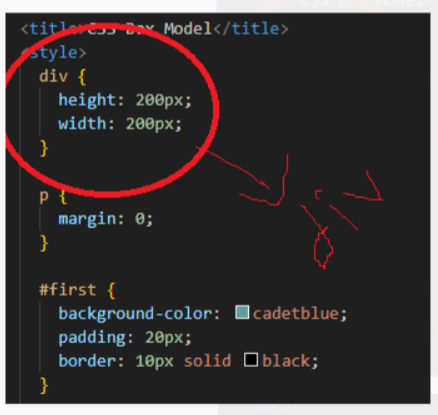 <title>CSS Box Model</title>
<style>
div {
height: 200px;
width: 200px;
}
p {
margin: 0;
}
#first {
background-color: cadetblue;
padding: 20px;
border: 10px solid black;
}